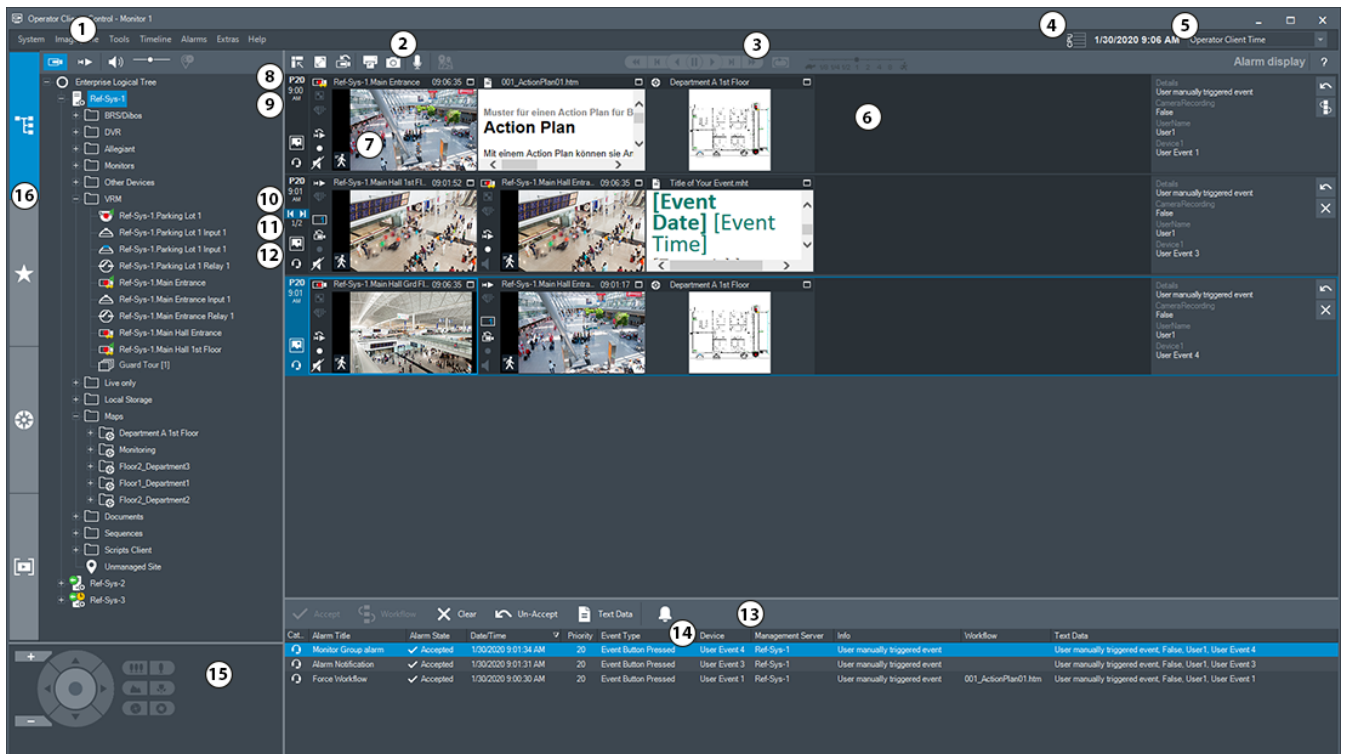 Operator Client Control - Monitor 1
1
2
3
4
5
System Image Pane Tools Timeline Alarms Extras Help
1/30/2020 9:06 AM Operator Client Time
Alarm display ?
Enterprise Logical Tree
Ref-Sys-1
BRS/Dibos
DVR
Allegiant
Monitors
Other Devices
VRM
Ref-Sys-1.Parking Lot 1
Ref-Sys-1.Parking Lot 1 Input 1
Ref-Sys-1.Parking Lot 1 Input 1
Ref-Sys-1.Parking Lot 1 Relay 1
Ref-Sys-1.Main Entrance
Ref-Sys-1.Main Entrance Input 1
Ref-Sys-1.Main Entrance Relay 1
Ref-Sys-1.Main Hall Entrance
Ref-Sys-1.Main Hall 1st Floor
Guard Tour [1]
Live only
Local Storage
Maps
Department A 1st Floor
Monitoring
Floor2_Department3
Floor1_Department1
Floor2_Department2
Documents
Sequences
Scripts Client
Unmanaged Site
Ref-Sys-2
Ref-Sys-3
16
8
9
10
11
12
P20
9:00
AM
Ref-Sys-1.Main Entrance 09:06:35
001_ActionPlan01.htm
Department A 1st Floor
7
6
Muster für einen Action Plan für B
Action Plan
Mit einem Action Plan können sie Ar
Details
User manually triggered event
CameraRecording
False
UserName
User1
Device1
User Event 1
P20
9:01
AM
1/2
Ref-Sys-1.Main Hall 1st Fl.. 09:01:52
Ref-Sys-1.Main Hall Entra.. 09:06:35
Title of Your Event.mht
[Event
Date] [Event
Time]
Details
User manually triggered event
CameraRecording
False
UserName
User1
Device1
User Event 3
P20
9:01
AM
Ref-Sys-1.Main Hall Grd Fl.. 09:06:35
Ref-Sys-1.Main Hall Entra.. 09:01:17
Department A 1st Floor
Details
User manually triggered event
CameraRecording
False
UserName
User1
Device1
User Event 4
Accept Workflow Clear Un-Accept Text Data
13
Cat.. Alarm Title Alarm State Date/Time Priority Event Type 14 Device Management Server Info Workflow Text Data
Monitor Group alarm Accepted 1/30/2020 9:01:34 AM 20 Event Button Pressed User Event 4 Ref-Sys-1 User manually triggered event User manually triggered event, False, User1, User Event 4
Alarm Notification Accepted 1/30/2020 9:01:31 AM 20 Event Button Pressed User Event 3 Ref-Sys-1 User manually triggered event User manually triggered event, False, User1, User Event 3
Force Workflow Accepted 1/30/2020 9:00:30 AM 20 Event Button Pressed User Event 1 Ref-Sys-1 User manually triggered event 001_ActionPlan01.htm User manually triggered event, False, User1, User Event 1
15